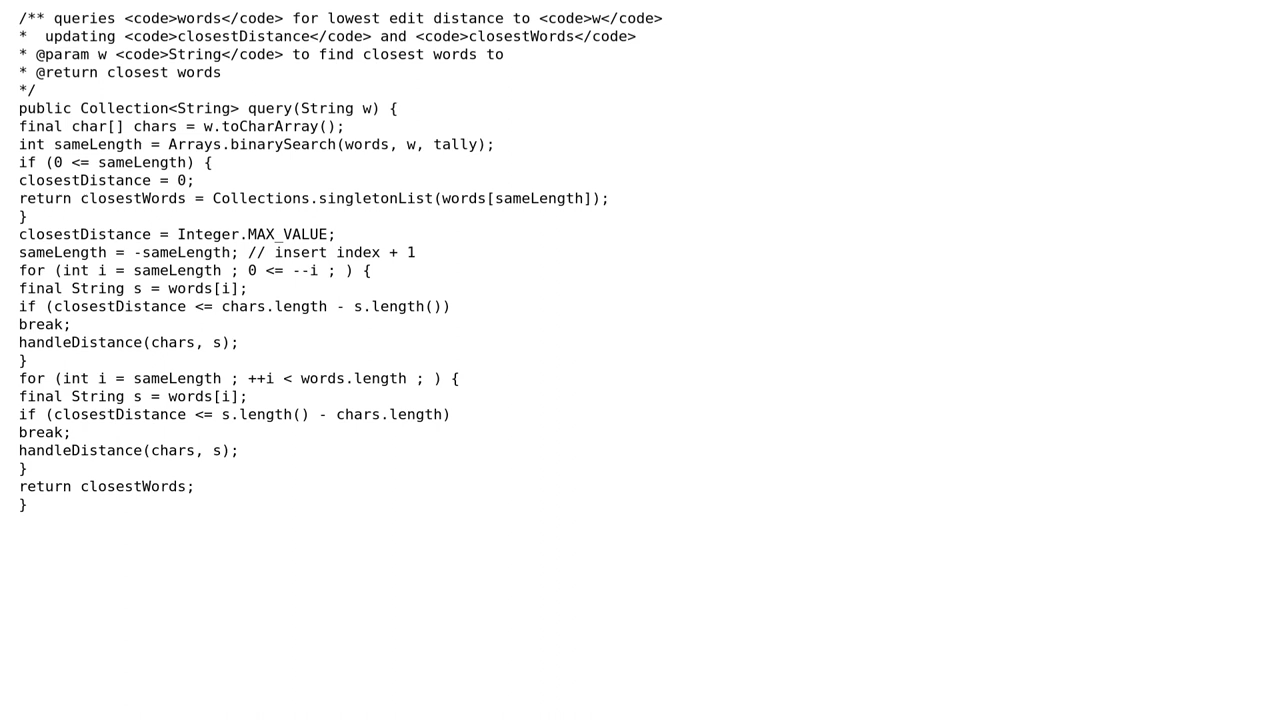 /** queries <code>words</code> for lowest edit distance to <code>w</code>
*  updating <code>closestDistance</code> and <code>closestWords</code>
* @param w <code>String</code> to find closest words to
* @return closest words
*/
public Collection<String> query(String w) {
final char[] chars = w.toCharArray();
int sameLength = Arrays.binarySearch(words, w, tally);
if (0 <= sameLength) {
closestDistance = 0;
return closestWords = Collections.singletonList(words[sameLength]);
}
closestDistance = Integer.MAX_VALUE;
sameLength = -sameLength; // insert index + 1
for (int i = sameLength ; 0 <= --i ; ) {
final String s = words[i];
if (closestDistance <= chars.length - s.length())
break;
handleDistance(chars, s);
}
for (int i = sameLength ; ++i < words.length ; ) {
final String s = words[i];
if (closestDistance <= s.length() - chars.length)
break;
handleDistance(chars, s);
}
return closestWords;
}